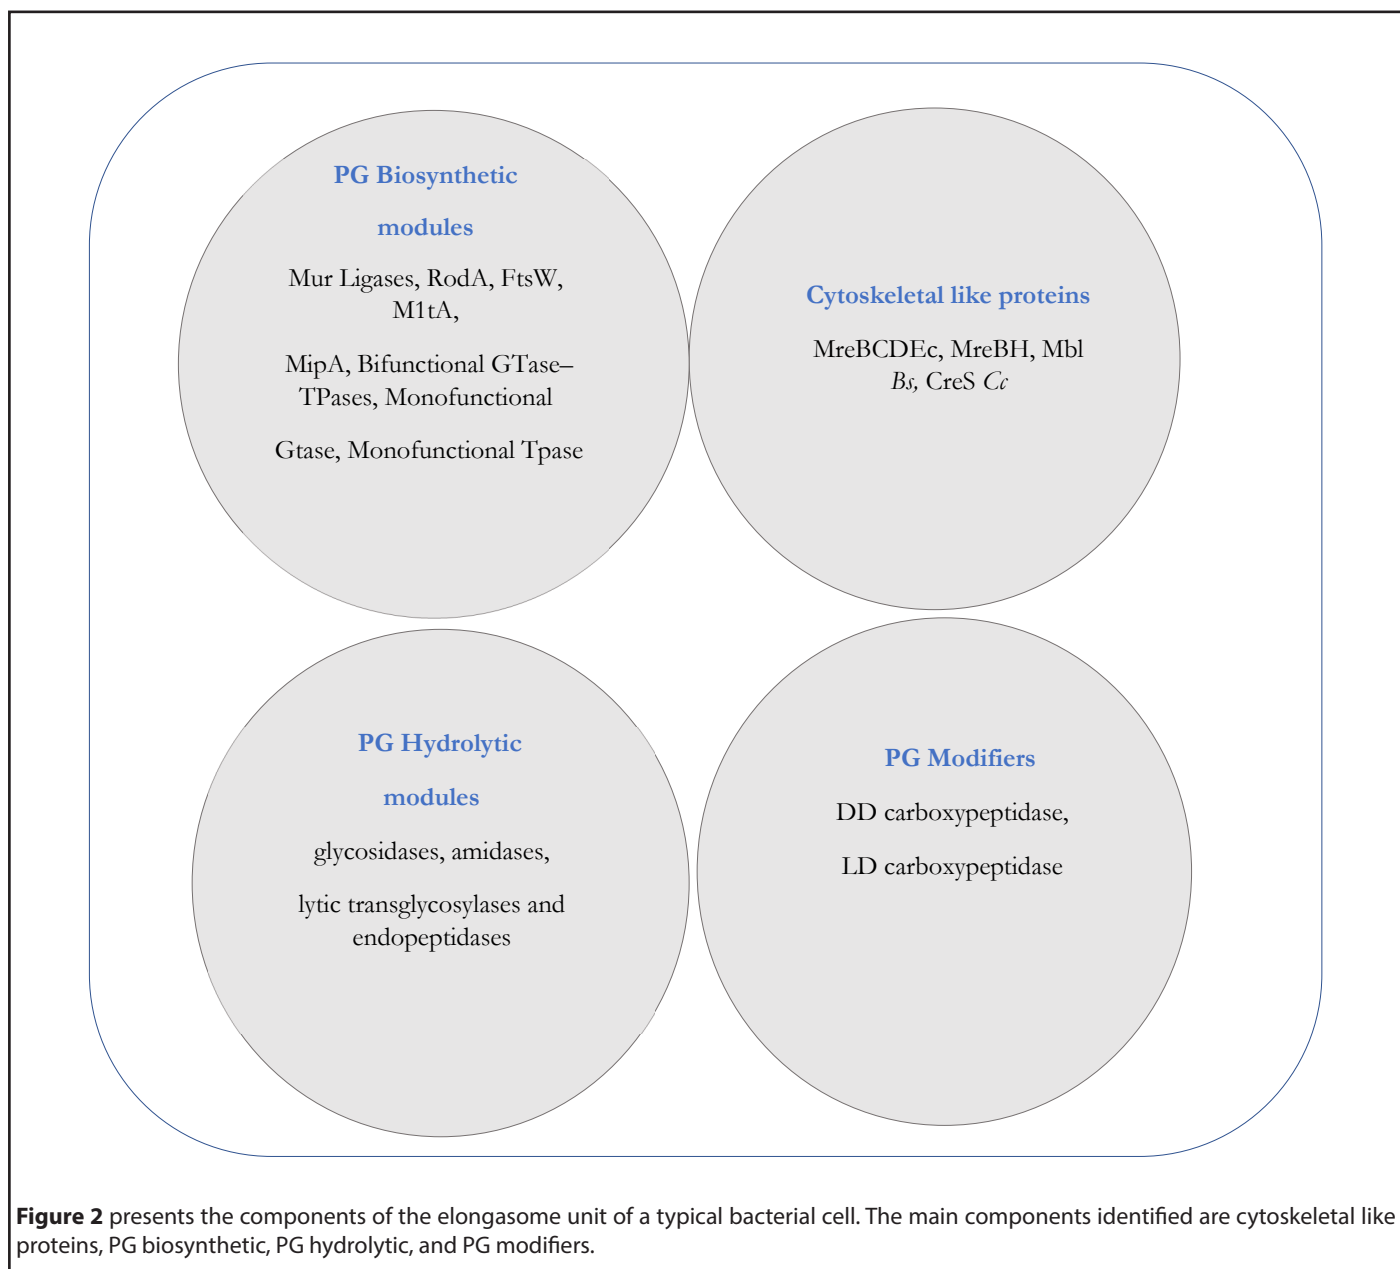 PG Biosynthetic
modules
Mur Ligases, RodA, FtsW,
M1tA,
MipA, Bifunctional GTase–
TPases, Monofunctional
Gtase, Monofunctional Tpase
Cytoskeletal like proteins
MreBCDEc, MreBH, Mbl
Bs, CreS Cc
PG Hydrolytic
modules
glycosidases, amidases,
lytic transglycosylases and
endopeptidases
PG Modifiers
DD carboxypeptidase,
LD carboxypeptidase
Figure 2 presents the components of the elongasome unit of a typical bacterial cell. The main components identified are cytoskeletal like
proteins, PG biosynthetic, PG hydrolytic, and PG modifiers.